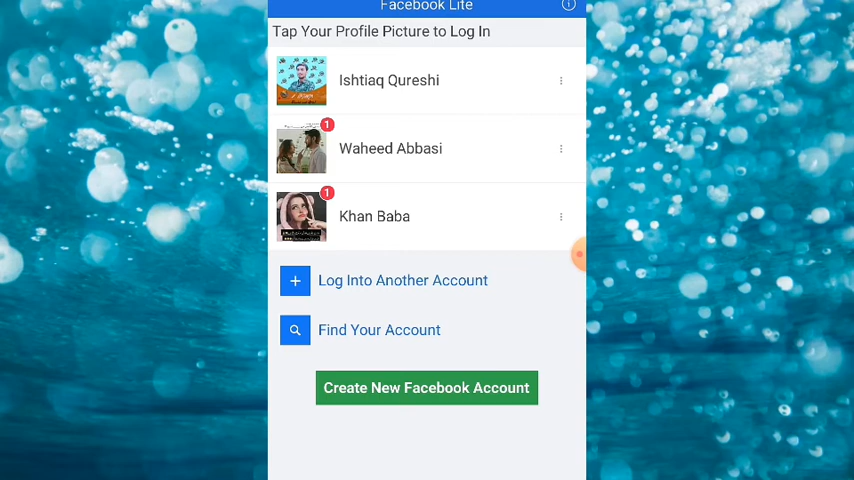 Facebook Lite
Tap Your Profile Picture to Log In
Ishtiaq Qureshi
1
Waheed Abbasi
1
Khan Baba
Log Into Another Account
Find Your Account
Create New Facebook Account